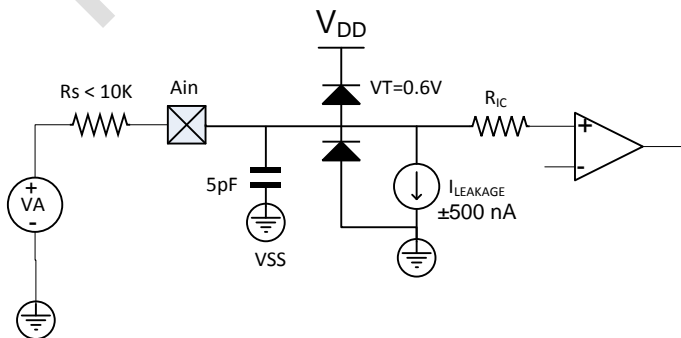 VDD
Rs < 10K
Ain
VT=0.6V
RIC
+
-
+
VA
-
5pF
VSS
ILEAKAGE
±500 nA